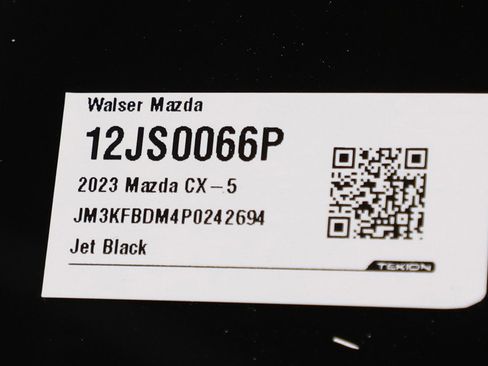 Walser Mazda
12JS0066P
2023 Mazda CX-5
JM3KFBDM4P0242694
Jet Black
TEKION